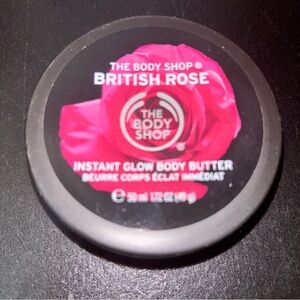 THE BODY SHOP®
BRITISH ROSE
THE
BODY
SHOP
INSTANT GLOW BODY BUTTER
BEURRE CORPS ÉCLAT IMMÉDIAT
℮ 50 ml 1.72 OZ (49 g)